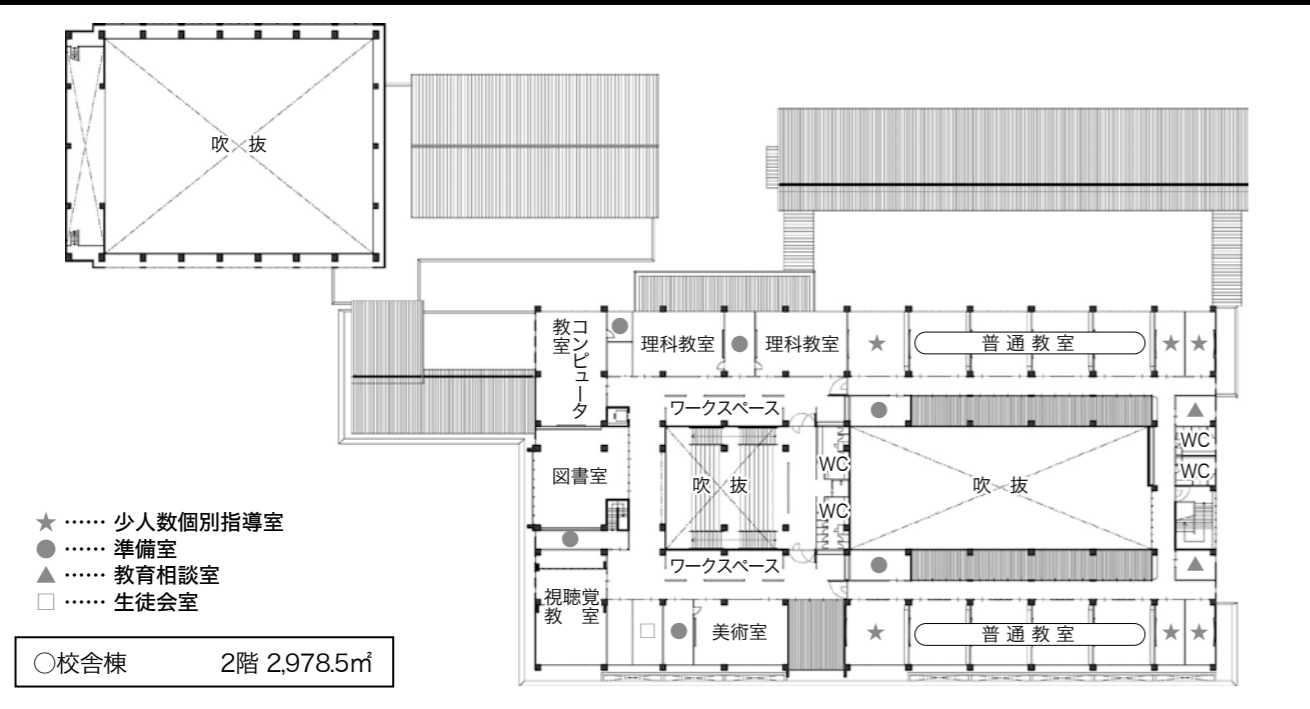 吹 抜
コンピュータ
教室
理科教室
理科教室
★
普通教室
★ ★
ワークスペース
▲
WC
WC
図書室
吹 抜
WC
WC
吹 抜
ワークスペース
▲
視聴覚
教 室
□
美術室
★
普通教室
★ ★
★ …… 少人数個別指導室
● …… 準備室
▲ …… 教育相談室
□ …… 生徒会室
○校舎棟 2階 2,978.5㎡